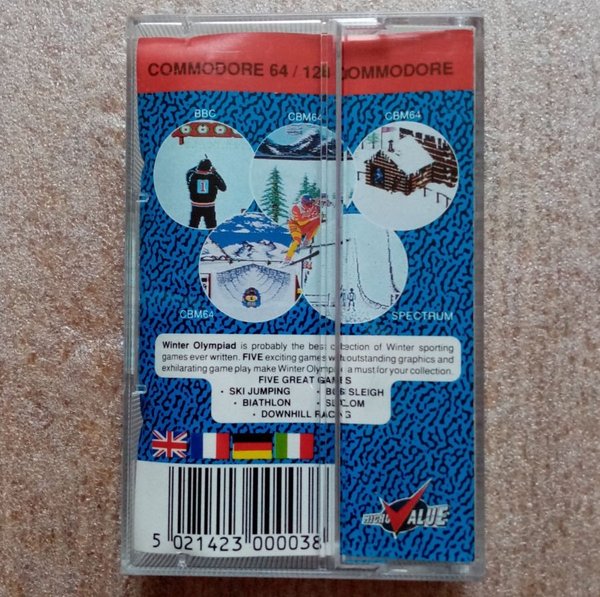 COMMODORE 64 / 128 COMMODORE
BBC CBM64 CBM64
1
CBM64 SPECTRUM
Winter Olympiad is probably the best collection of Winter sporting
games ever written. FIVE exciting games with outstanding graphics and
exhilarating game play make Winter Olympiad a must for your collection.
FIVE GREAT GAMES
· SKI JUMPING · BOB SLEIGH
· BIATHLON · SLALOM
· DOWNHILL RACING
VALUE
5 021423 000038